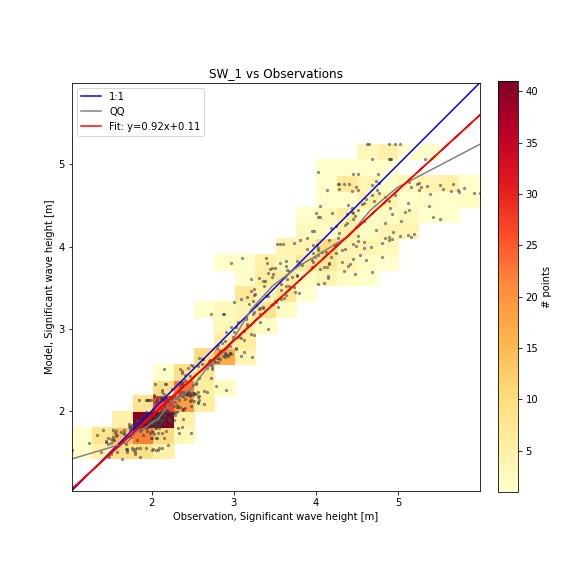 SW_1 vs Observations
1:1
QQ
Fit: y=0.92x+0.11
Model, Significant wave height [m]
5
4
3
2
2 3 4 5
Observation, Significant wave height [m]
40
35
30
25
20
15
10
5
# points